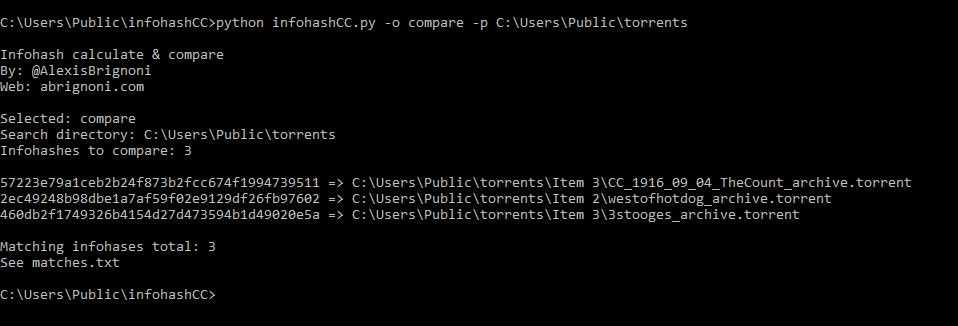 C:\Users\Public\infohashCC>python infohashCC.py -o compare -p C:\Users\Public\torrents
Infohash calculate & compare
By: @AlexisBrignoni
Web: abrignoni.com
Selected: compare
Search directory: C:\Users\Public\torrents
Infohashes to compare: 3
57223e79a1ceb2b24f873b2fcc674f1994739511 => C:\Users\Public\torrents\Item 3\CC_1916_09_04_TheCount_archive.torrent
2ec49248b98dbe1a7af59f02e9129df26fb97602 => C:\Users\Public\torrents\Item 2\westofhotdog_archive.torrent
460db2f1749326b4154d27d473594b1d49020e5a => C:\Users\Public\torrents\Item 3\3stooges_archive.torrent
Matching infohases total: 3
See matches.txt
C:\Users\Public\infohashCC>